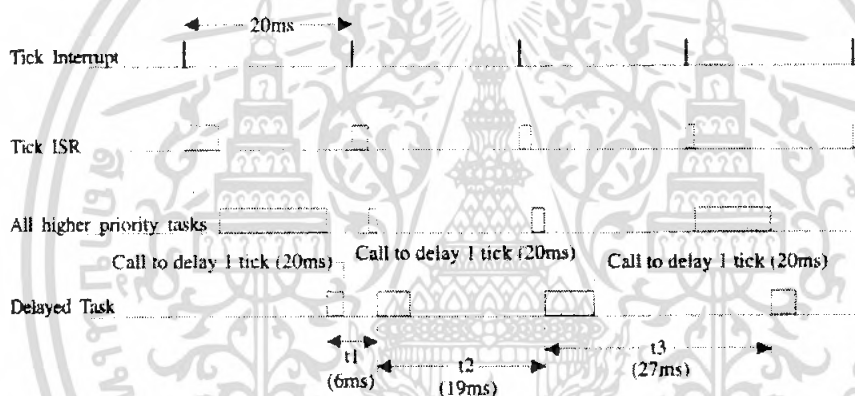 20ms
Tick Interrupt
Tick ISR
All higher priority tasks
Call to delay 1 tick (20ms)
Call to delay 1 tick (20ms)
Call to delay 1 tick (20ms)
Delayed Task
t1
(6ms)
t2
(19ms)
t3
(27ms)